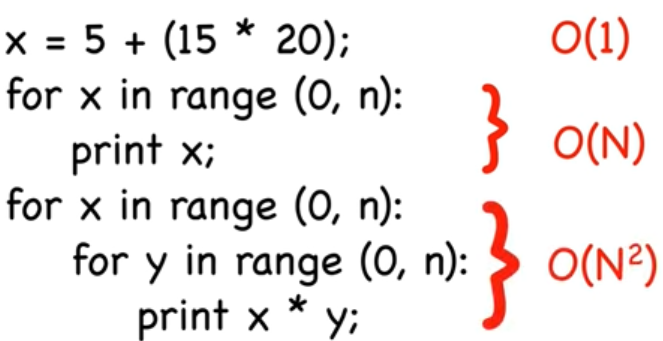 x = 5 + (15 * 20); O(1)
for x in range (0, n):
print x; O(N)
for x in range (0, n):
for y in range (0, n): O(N²)
print x * y;